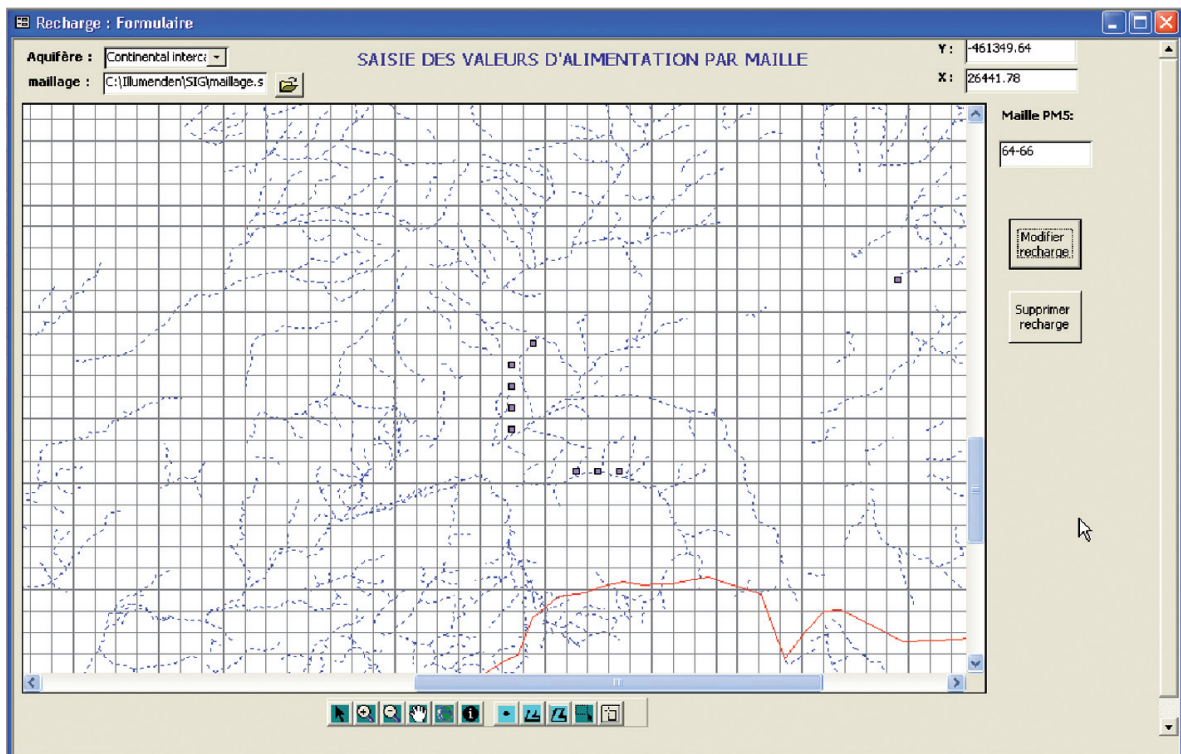 Recharge : Formulaire
Aquifère : Continental interca
SAISIE DES VALEURS D'ALIMENTATION PAR MAILLE
Y : -461349.64
maillage : C:\Illumenden\SIG\maillage.s
X : 26441.78
Maille PM5:
64-66
Modifier
recharge
Supprimer
recharge